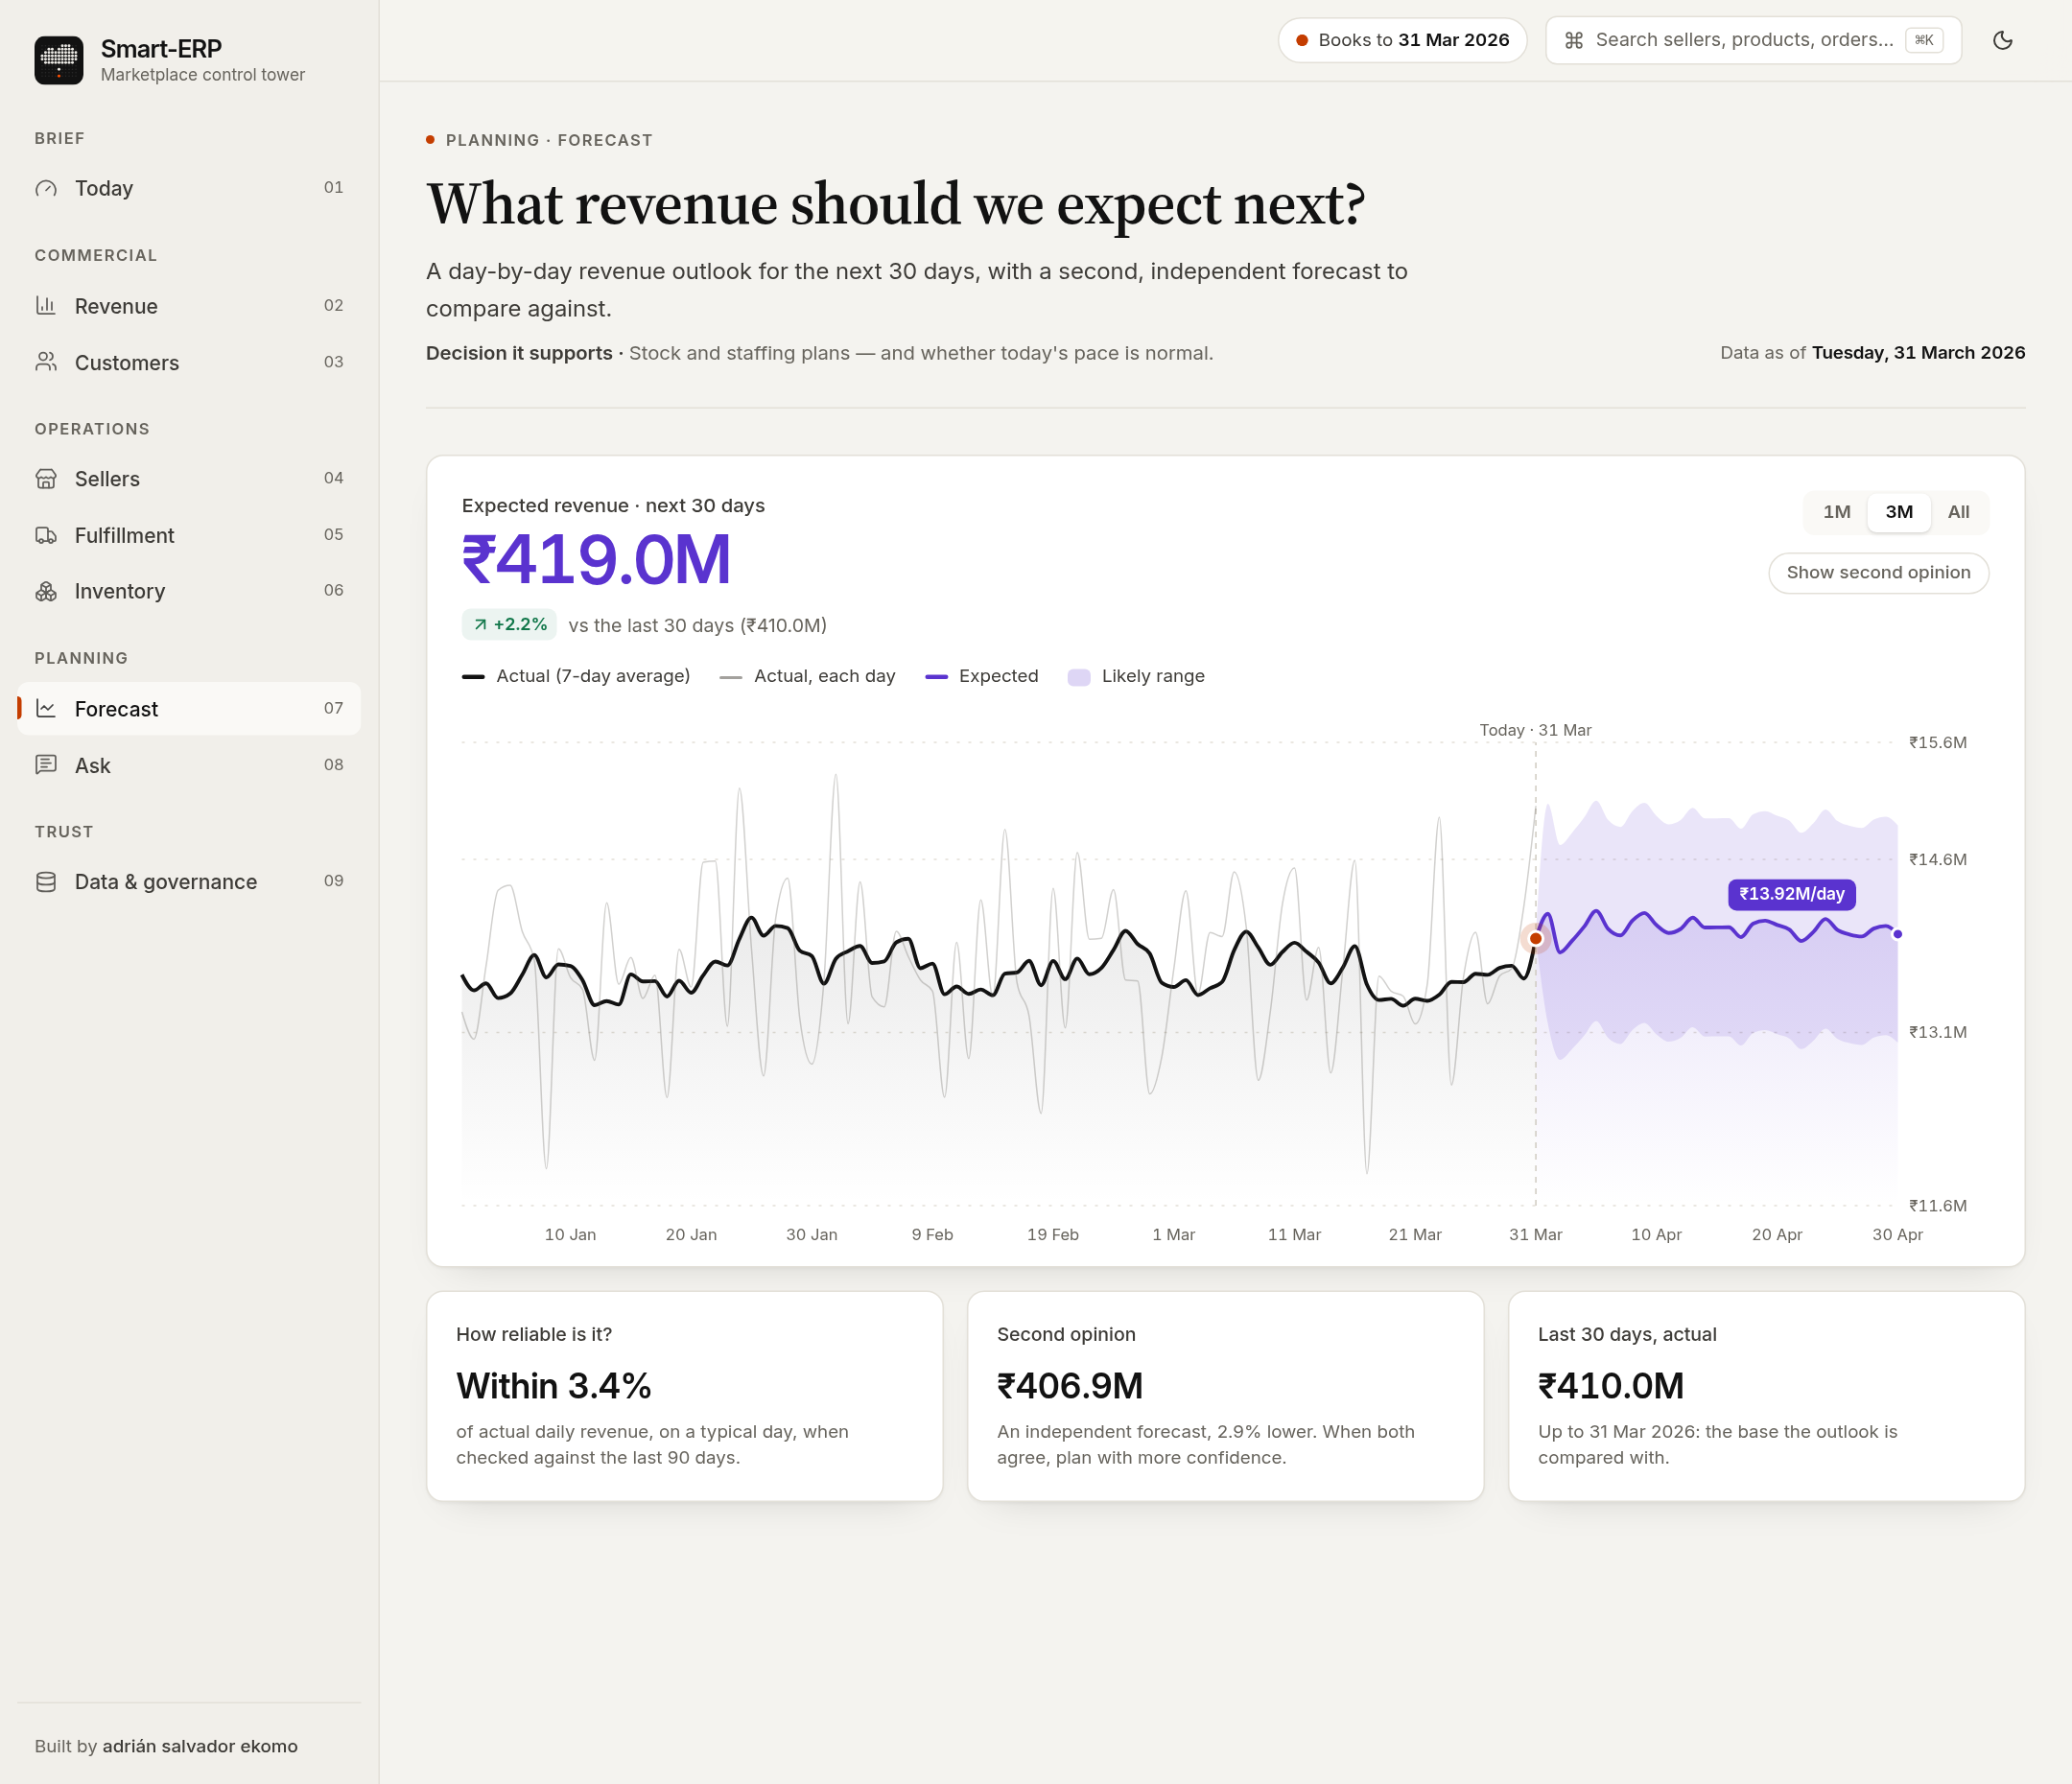 Smart-ERP
Marketplace control tower
BRIEF
Today 01
COMMERCIAL
Revenue 02
Customers 03
OPERATIONS
Sellers 04
Fulfillment 05
Inventory 06
PLANNING
Forecast 07
Ask 08
TRUST
Data & governance 09
Built by adrián salvador ekomo
Books to 31 Mar 2026
⌘ Search sellers, products, orders... ⌘K
PLANNING · FORECAST
What revenue should we expect next?
A day-by-day revenue outlook for the next 30 days, with a second, independent forecast to
compare against.
Decision it supports · Stock and staffing plans — and whether today's pace is normal.
Data as of Tuesday, 31 March 2026
Expected revenue · next 30 days
₹419.0M
+2.2% vs the last 30 days (₹410.0M)
1M 3M All
Show second opinion
Actual (7-day average) Actual, each day Expected Likely range
Today · 31 Mar
₹15.6M
₹14.6M
₹13.92M/day
₹13.1M
₹11.6M
10 Jan 20 Jan 30 Jan 9 Feb 19 Feb 1 Mar 11 Mar 21 Mar 31 Mar 10 Apr 20 Apr 30 Apr
How reliable is it?
Within 3.4%
of actual daily revenue, on a typical day, when
checked against the last 90 days.
Second opinion
₹406.9M
An independent forecast, 2.9% lower. When both
agree, plan with more confidence.
Last 30 days, actual
₹410.0M
Up to 31 Mar 2026: the base the outlook is
compared with.